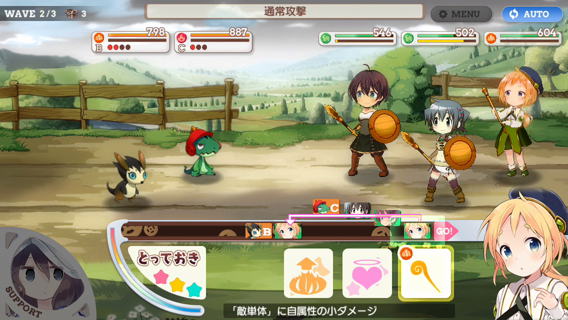 WAVE 2/3 3
通常攻撃
MENU
AUTO
798
B
887
C
546
502
604
C
B
GO!
とっておき
SUPPORT
「敵単体」に自属性の小ダメージ